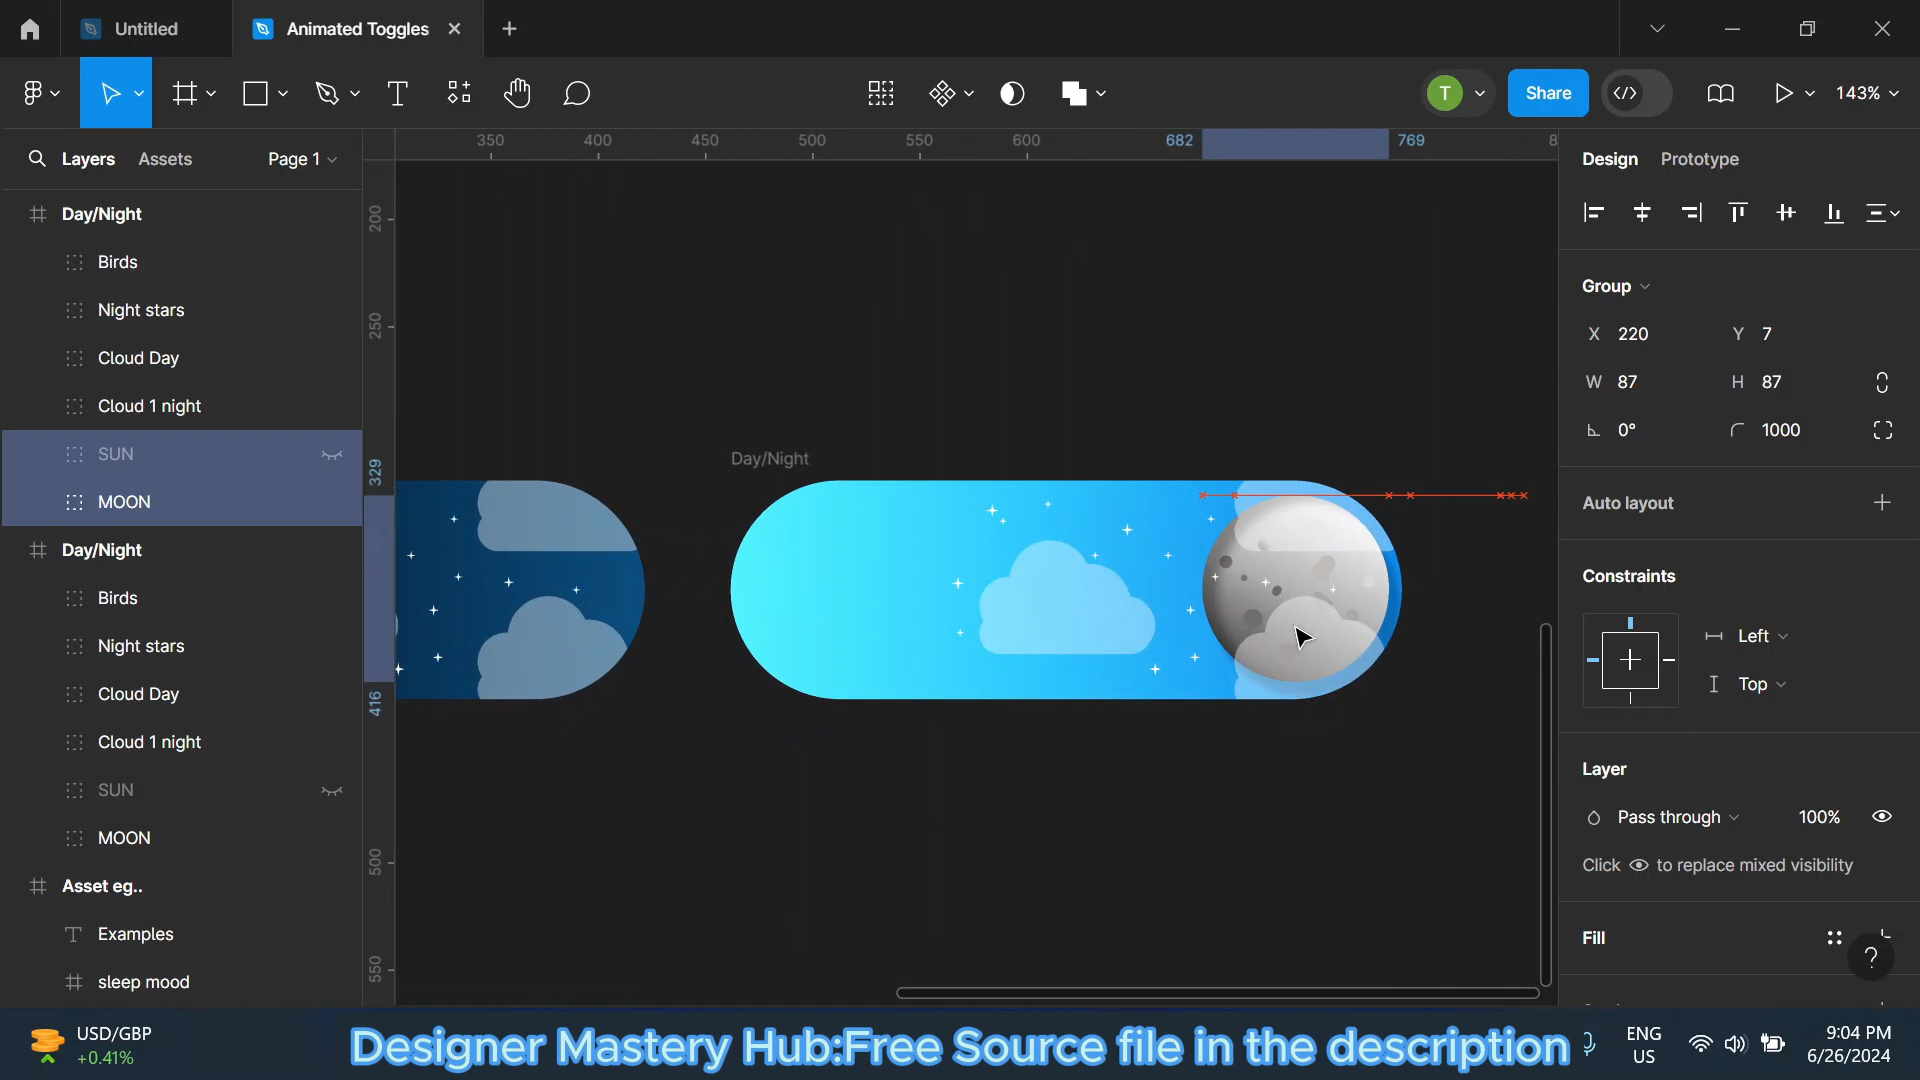 Untitled
Animated Toggles
T
Share
143%
Layers
Assets
Page 1
350
400
450
500
550
600
682
769
8
Design
Prototype
Day/Night
Birds
Night stars
Cloud Day
Cloud 1 night
SUN
MOON
Day/Night
Birds
Night stars
Cloud Day
Cloud 1 night
SUN
MOON
Asset eg..
Examples
sleep mood
200
250
329
416
500
550
Day/Night
Group
X 220
Y 7
W 87
H 87
0°
1000
Auto layout
Constraints
Left
Top
Layer
Pass through
100%
Click to replace mixed visibility
Fill
?
USD/GBP
+0.41%
Designer Mastery Hub:Free Source file in the description
ENG
US
9:04 PM
6/26/2024